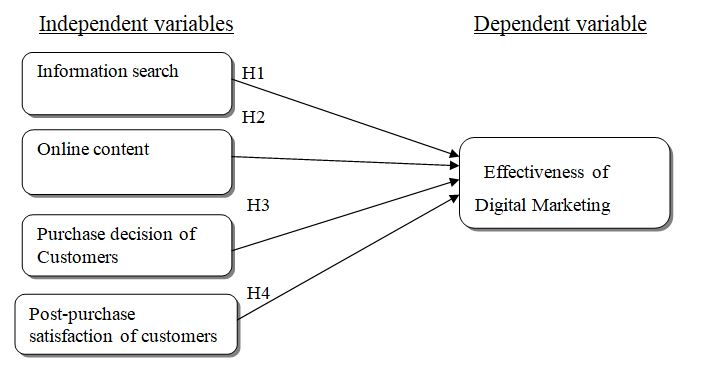 Independent variables
Dependent variable
Information search
H1
H2
Online content
Effectiveness of
Digital Marketing
H3
Purchase decision of
Customers
H4
Post-purchase
satisfaction of customers